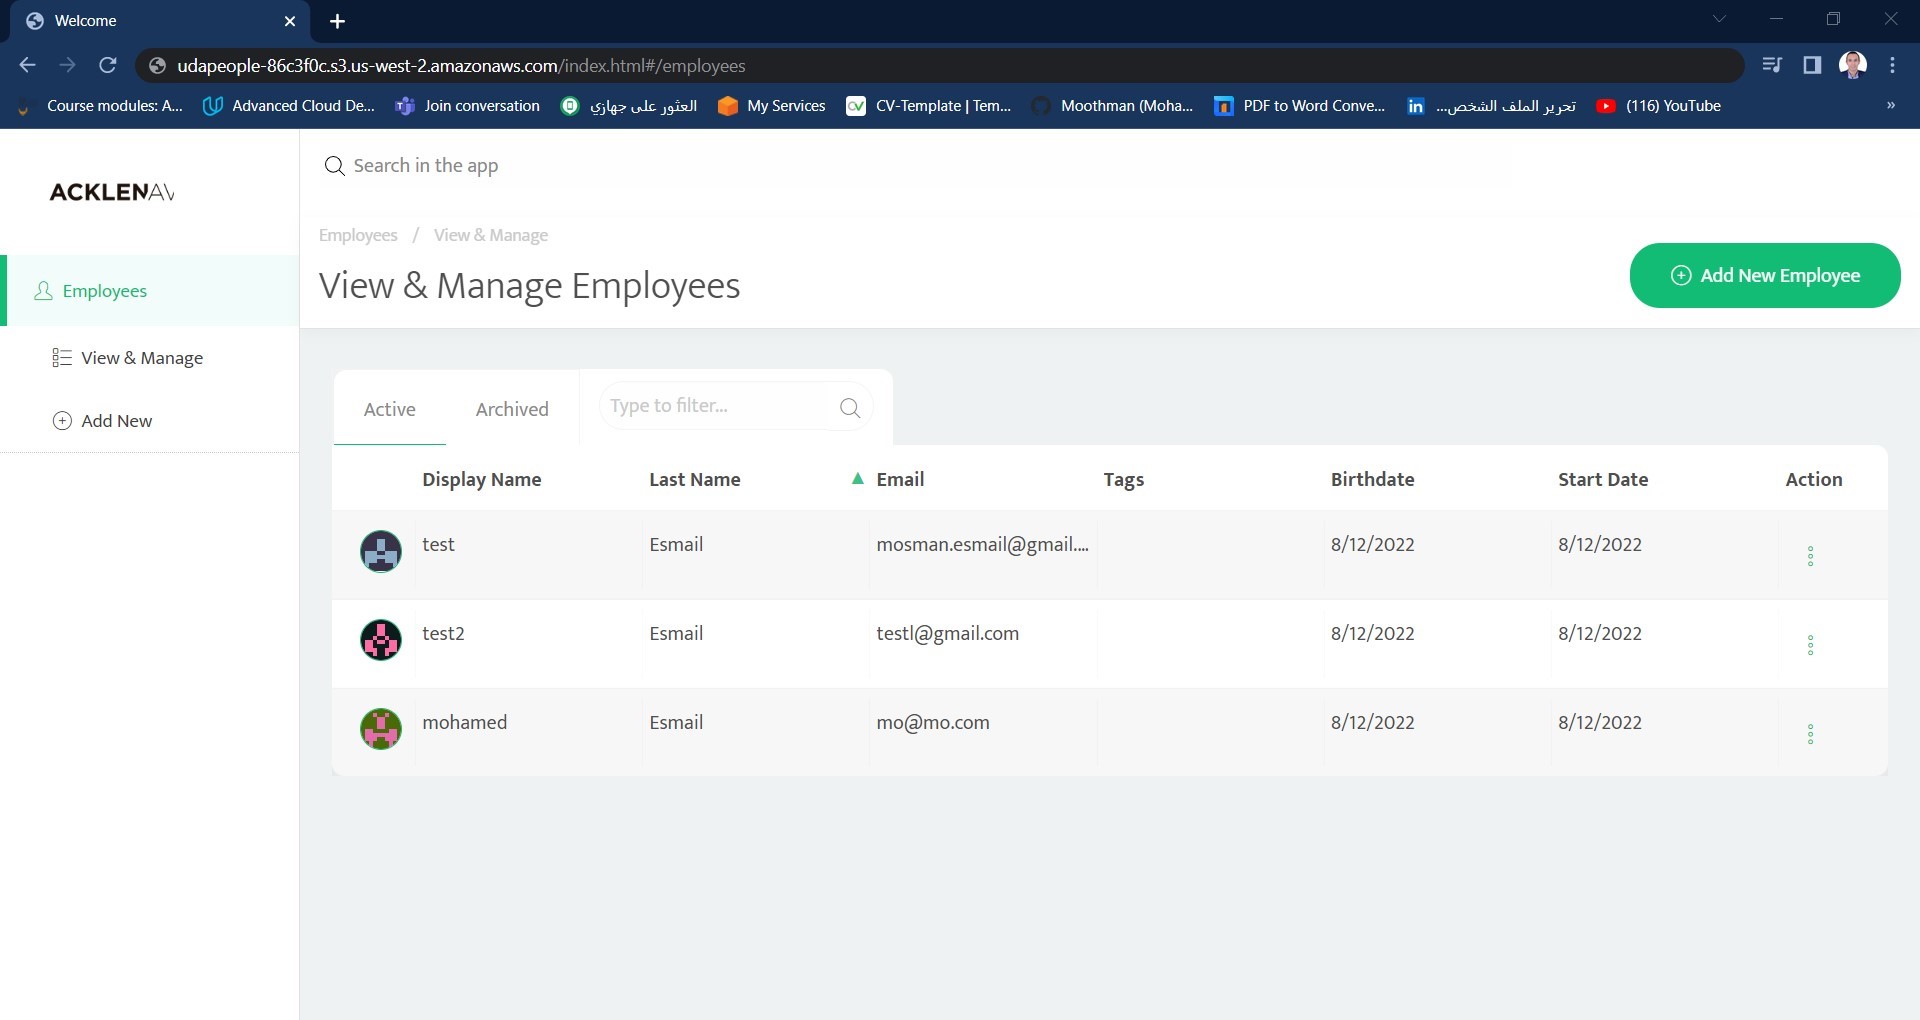 Welcome
udapeople-86c3f0c.s3.us-west-2.amazonaws.com/index.html#/employees
Course modules: A...
Advanced Cloud De...
Join conversation
العثور على جهازي
My Services
CV-Template | Tem...
Moothman (Moha...
PDF to Word Conve...
تحرير الملف الشخص...
(116) YouTube
ACKLENAV
Search in the app
Employees / View & Manage
View & Manage Employees
Add New Employee
Employees
View & Manage
Add New
Active
Archived
Type to filter...
Display Name Last Name Email Tags Birthdate Start Date Action
test Esmail mosman.esmail@gmail.... 8/12/2022 8/12/2022
test2 Esmail testl@gmail.com 8/12/2022 8/12/2022
mohamed Esmail mo@mo.com 8/12/2022 8/12/2022